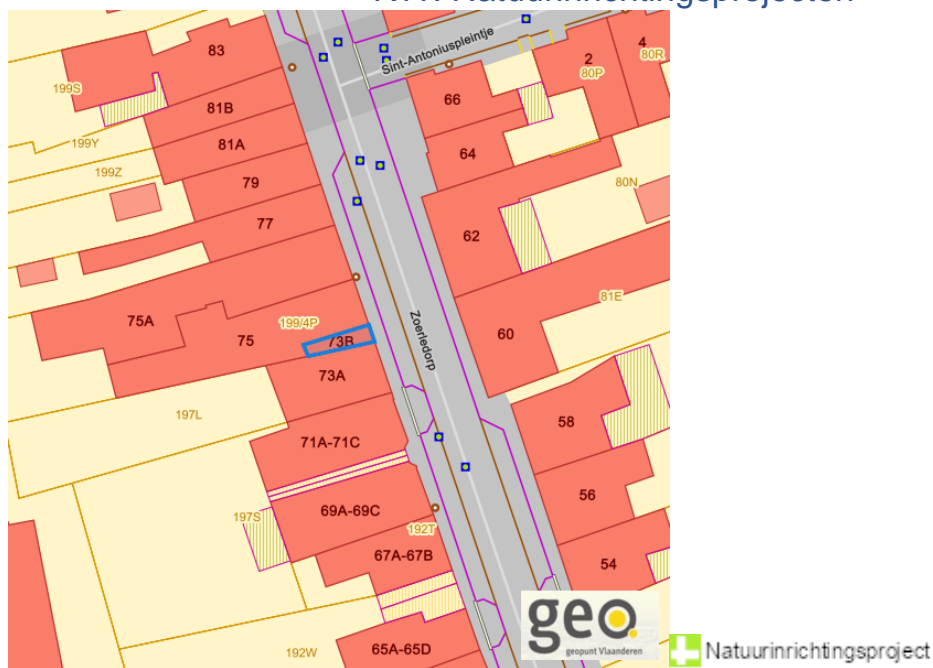 83
Sint-Antoniuspleintje
2
4
80R
80P
199S
66
81B
81A
64
199Y
199Z
79
80N
77
62
81E
75A
199/4P
75
73B
60
Zoerledorp
73A
197L
58
71A-71C
56
69A-69C
197S
192T
67A-67B
54
geo
geopunt Vlaanderen
65A-65D
192W
Natuurinrichtingsproject